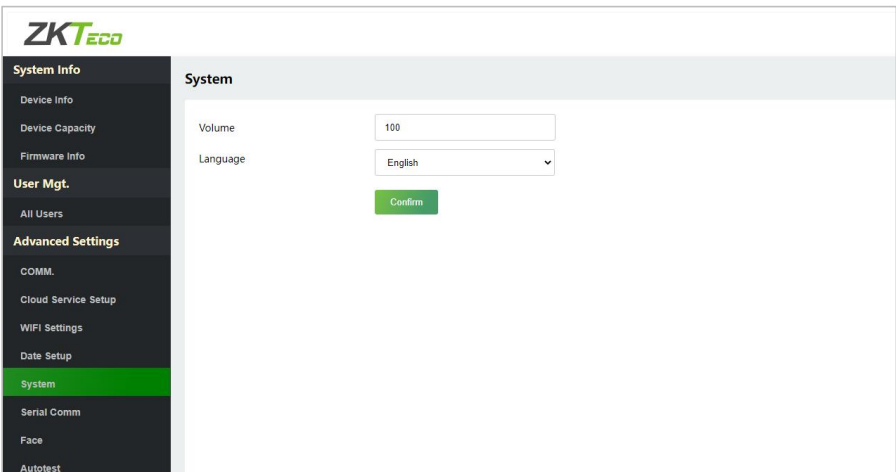 ZKTeco
System Info
Device Info
Device Capacity
Firmware Info
User Mgt.
All Users
Advanced Settings
COMM.
Cloud Service Setup
WIFI Settings
Date Setup
System
Serial Comm
Face
Autotest
System
Volume 100
Language English
Confirm